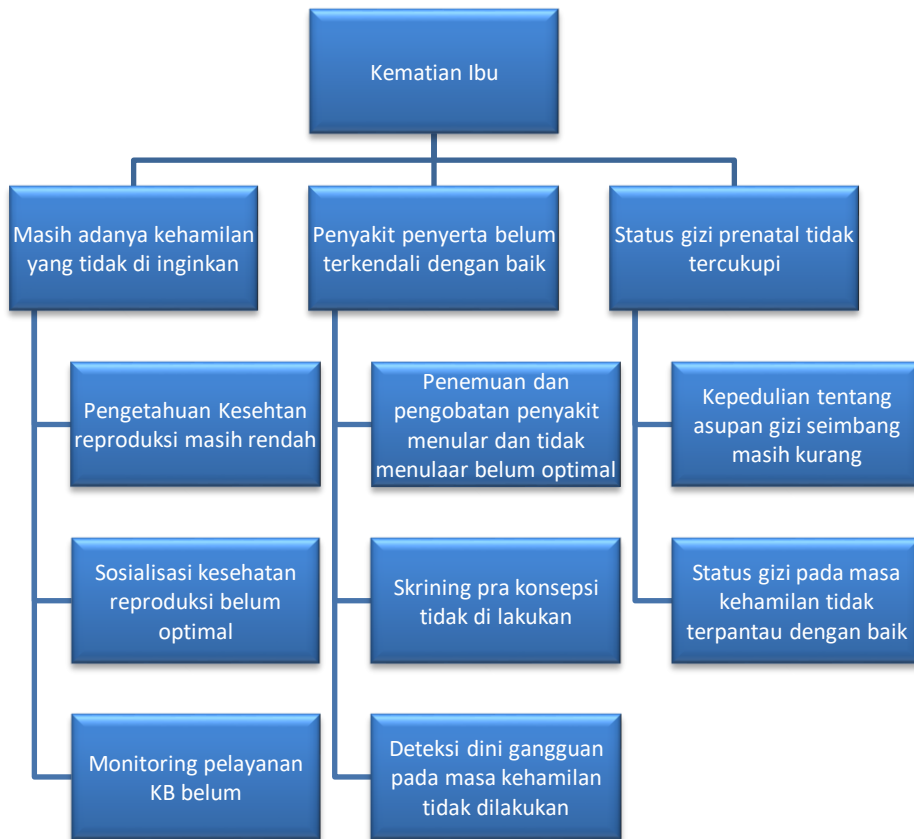 Kematian Ibu
Masih adanya kehamilan
yang tidak di inginkan
Penyakit penyerta belum
terkendali dengan baik
Status gizi prenatal tidak
tercukupi
Pengetahuan Kesehtan
reproduksi masih rendah
Penemuan dan
pengobatan penyakit
menular dan tidak
menulaar belum optimal
Kepedulian tentang
asupan gizi seimbang
masih kurang
Sosialisasi kesehatan
reproduksi belum
optimal
Skrining pra konsepsi
tidak di lakukan
Status gizi pada masa
kehamilan tidak
terpantau dengan baik
Monitoring pelayanan
KB belum
Deteksi dini gangguan
pada masa kehamilan
tidak dilakukan